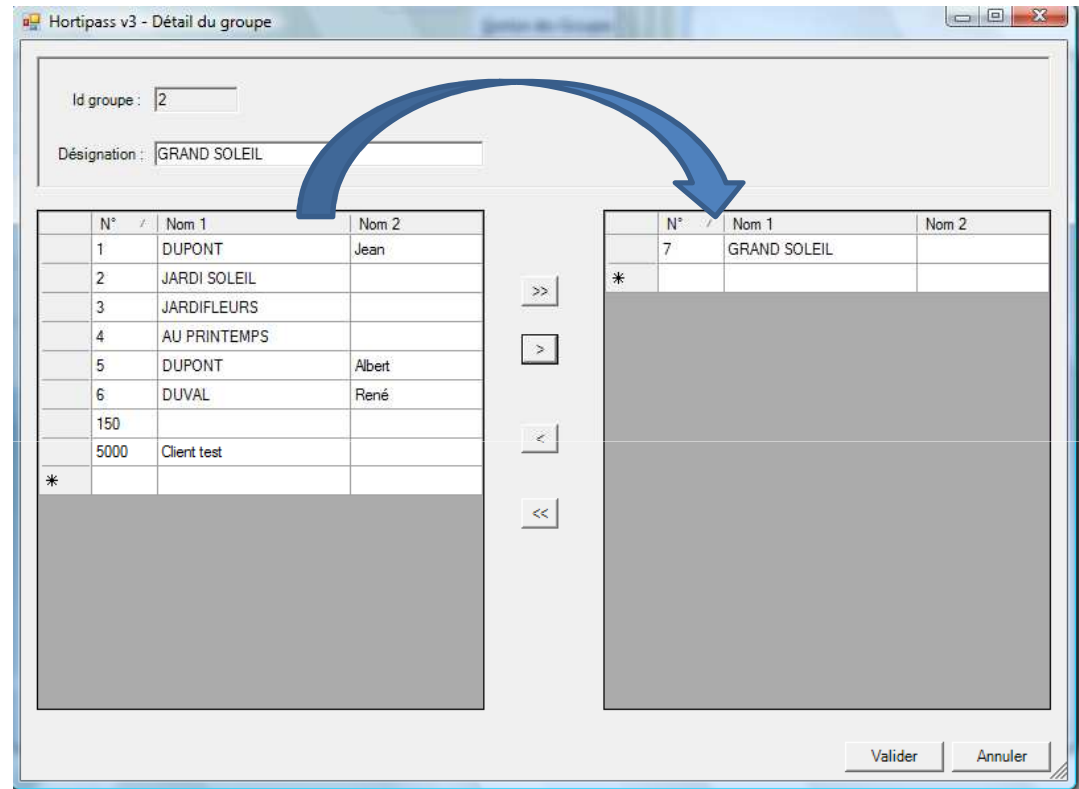 Hortipass v3 - Détail du groupe
Id groupe : 2
Désignation : GRAND SOLEIL
N° Nom 1 Nom 2
1 DUPONT Jean
2 JARDI SOLEIL
3 JARDIFLEURS
4 AU PRINTEMPS
5 DUPONT Albert
6 DUVAL René
150
5000 Client test
*
>>
>
<
<<
N° Nom 1 Nom 2
7 GRAND SOLEIL
*
Valider Annuler